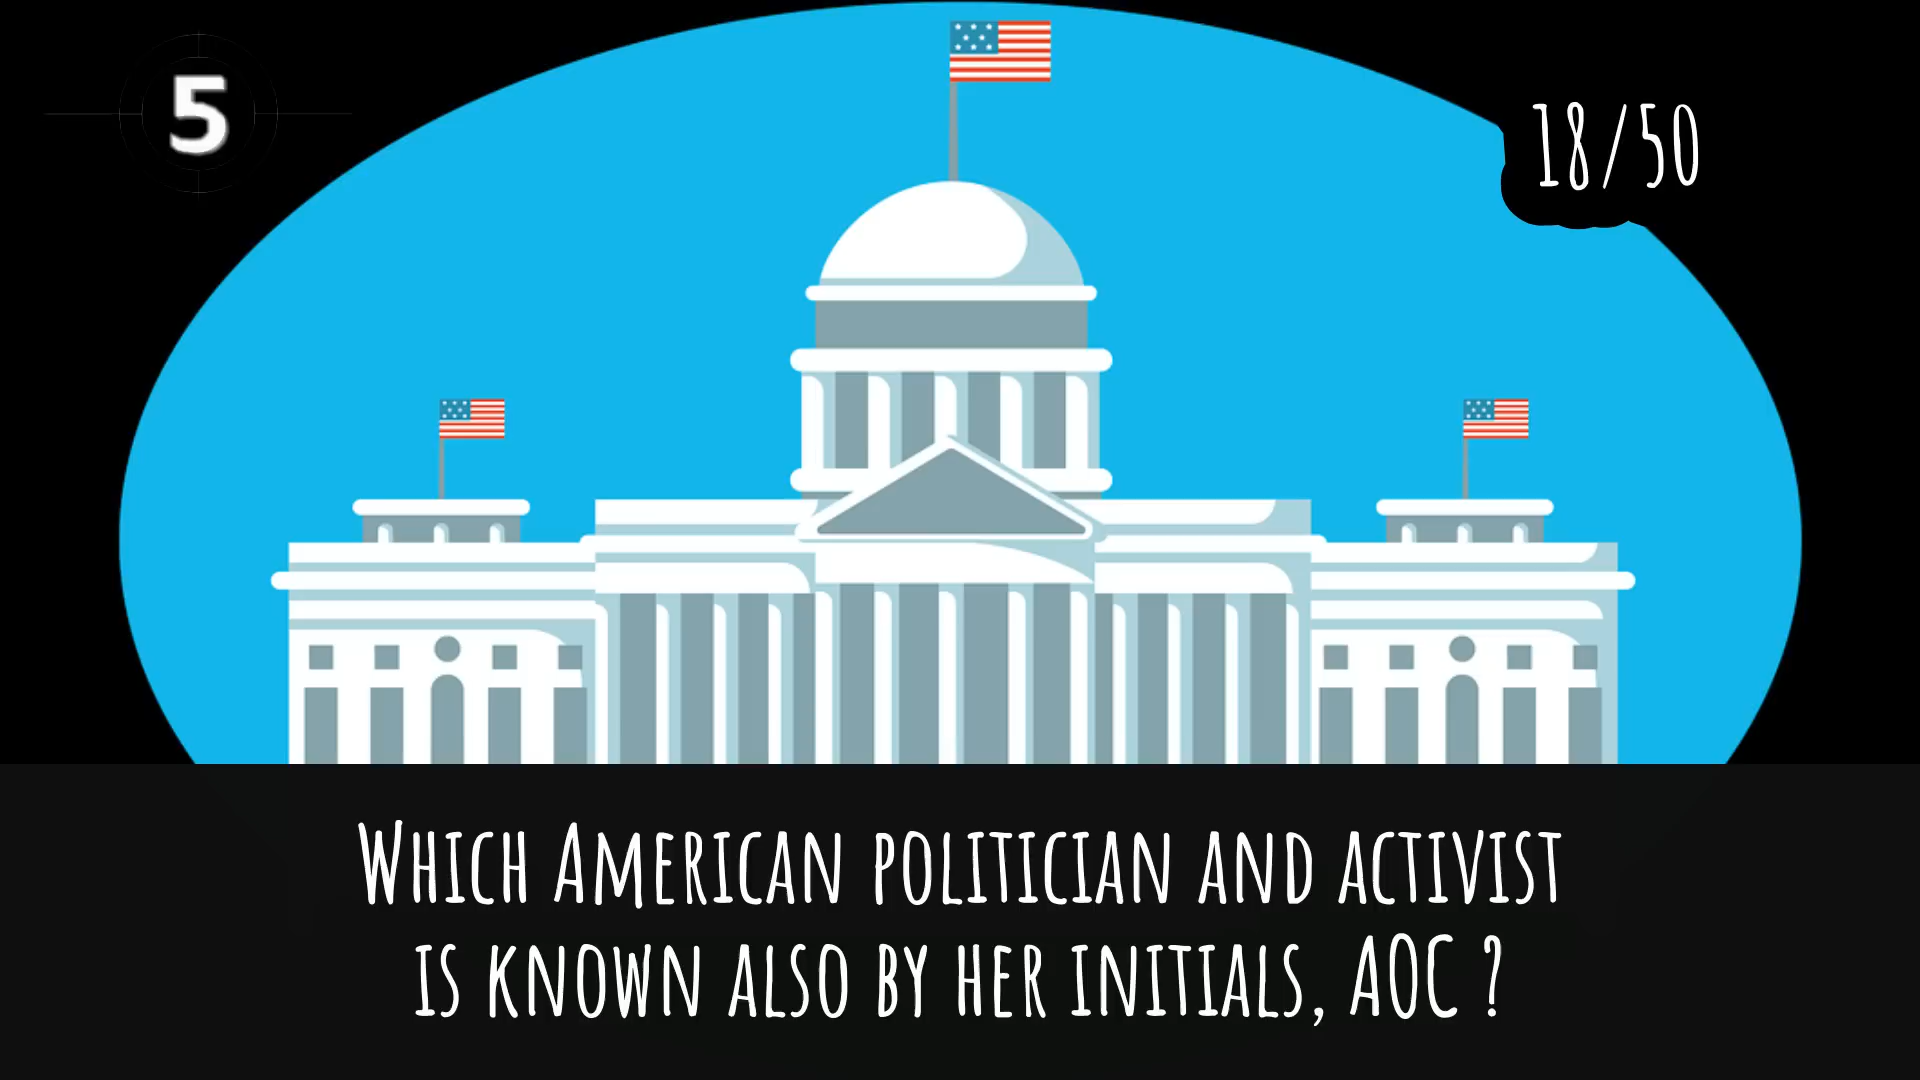 5
18/50
Which American politician and activist
is known also by her initials, AOC ?